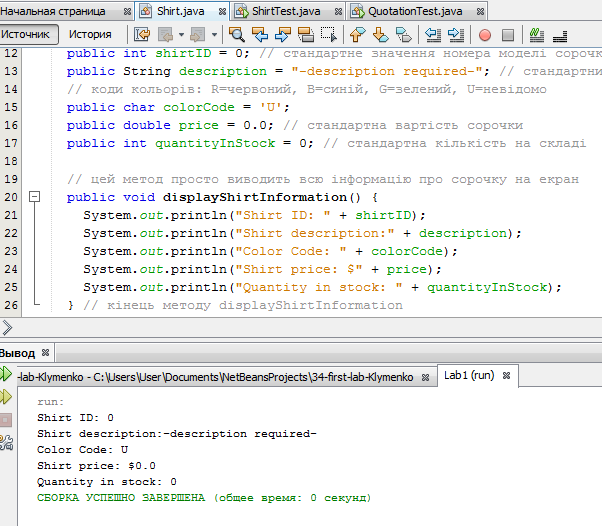 Начальная страница Shirt.java ShirtTest.java QuotationTest.java
Источник История
12 public int shirtID = 0; // стандартне значення номера моделі сорочк
13 public String description = "-description required-"; // стандартни
14 // коди кольорів: R=червоний, B=синій, G=зелений, U=невідомо
15 public char colorCode = 'U';
16 public double price = 0.0; // стандартна вартість сорочки
17 public int quantityInStock = 0; // стандартна кількість на складі
18
19 // цей метод просто виводить всю інформацію про сорочку на екран
20 public void displayShirtInformation() {
21 System.out.println("Shirt ID: " + shirtID);
22 System.out.println("Shirt description:" + description);
23 System.out.println("Color Code: " + colorCode);
24 System.out.println("Shirt price: $" + price);
25 System.out.println("Quantity in stock: " + quantityInStock);
26 } // кінець методу displayShirtInformation
Вывод
-lab-Klymenko - C:\Users\User\Documents\NetBeansProjects\34-first-lab-Klymenko Lab1 (run)
run:
Shirt ID: 0
Shirt description:-description required-
Color Code: U
Shirt price: $0.0
Quantity in stock: 0
СБОРКА УСПЕШНО ЗАВЕРШЕНА (общее время: 0 секунд)